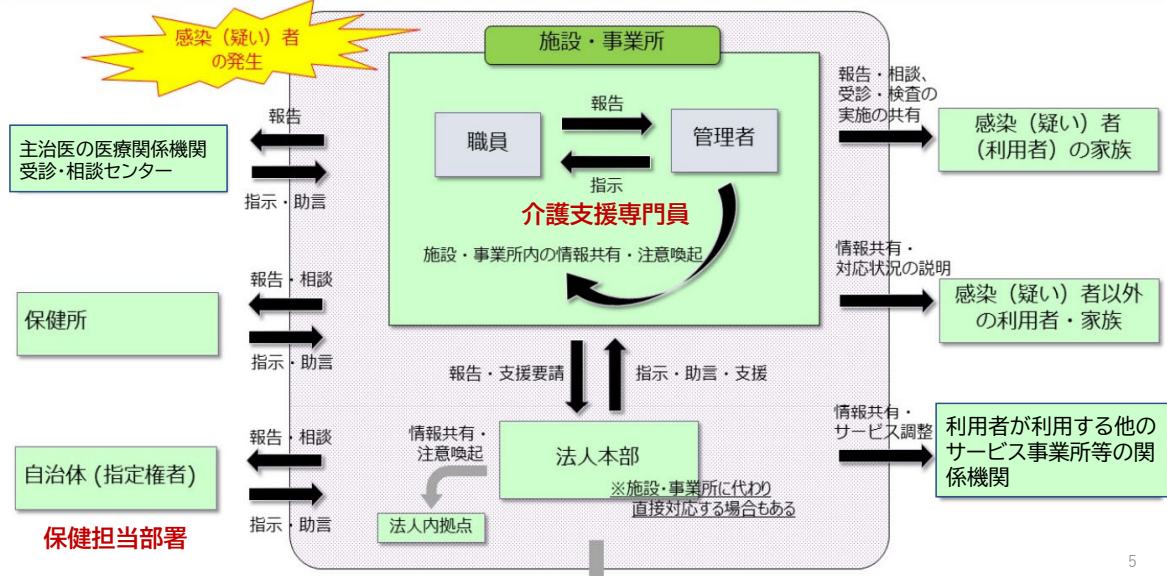 感染（疑い）者
の発生
施設・事業所
報告
職員
管理者
指示
介護支援専門員
施設・事業所内の情報共有・注意喚起
報告
主治医の医療関係機関
受診・相談センター
指示・助言
報告・相談
保健所
指示・助言
報告・相談
自治体 (指定権者)
指示・助言
保健担当部署
報告・支援要請
指示・助言・支援
情報共有・
注意喚起
法人本部
※施設・事業所に代わり
直接対応する場合もある
法人内拠点
報告・相談、
受診・検査の
実施の共有
感染（疑い）者
（利用者）の家族
情報共有・
対応状況の説明
感染（疑い）者以外
の利用者・家族
情報共有・
サービス調整
利用者が利用する他の
サービス事業所等の関
係機関
5